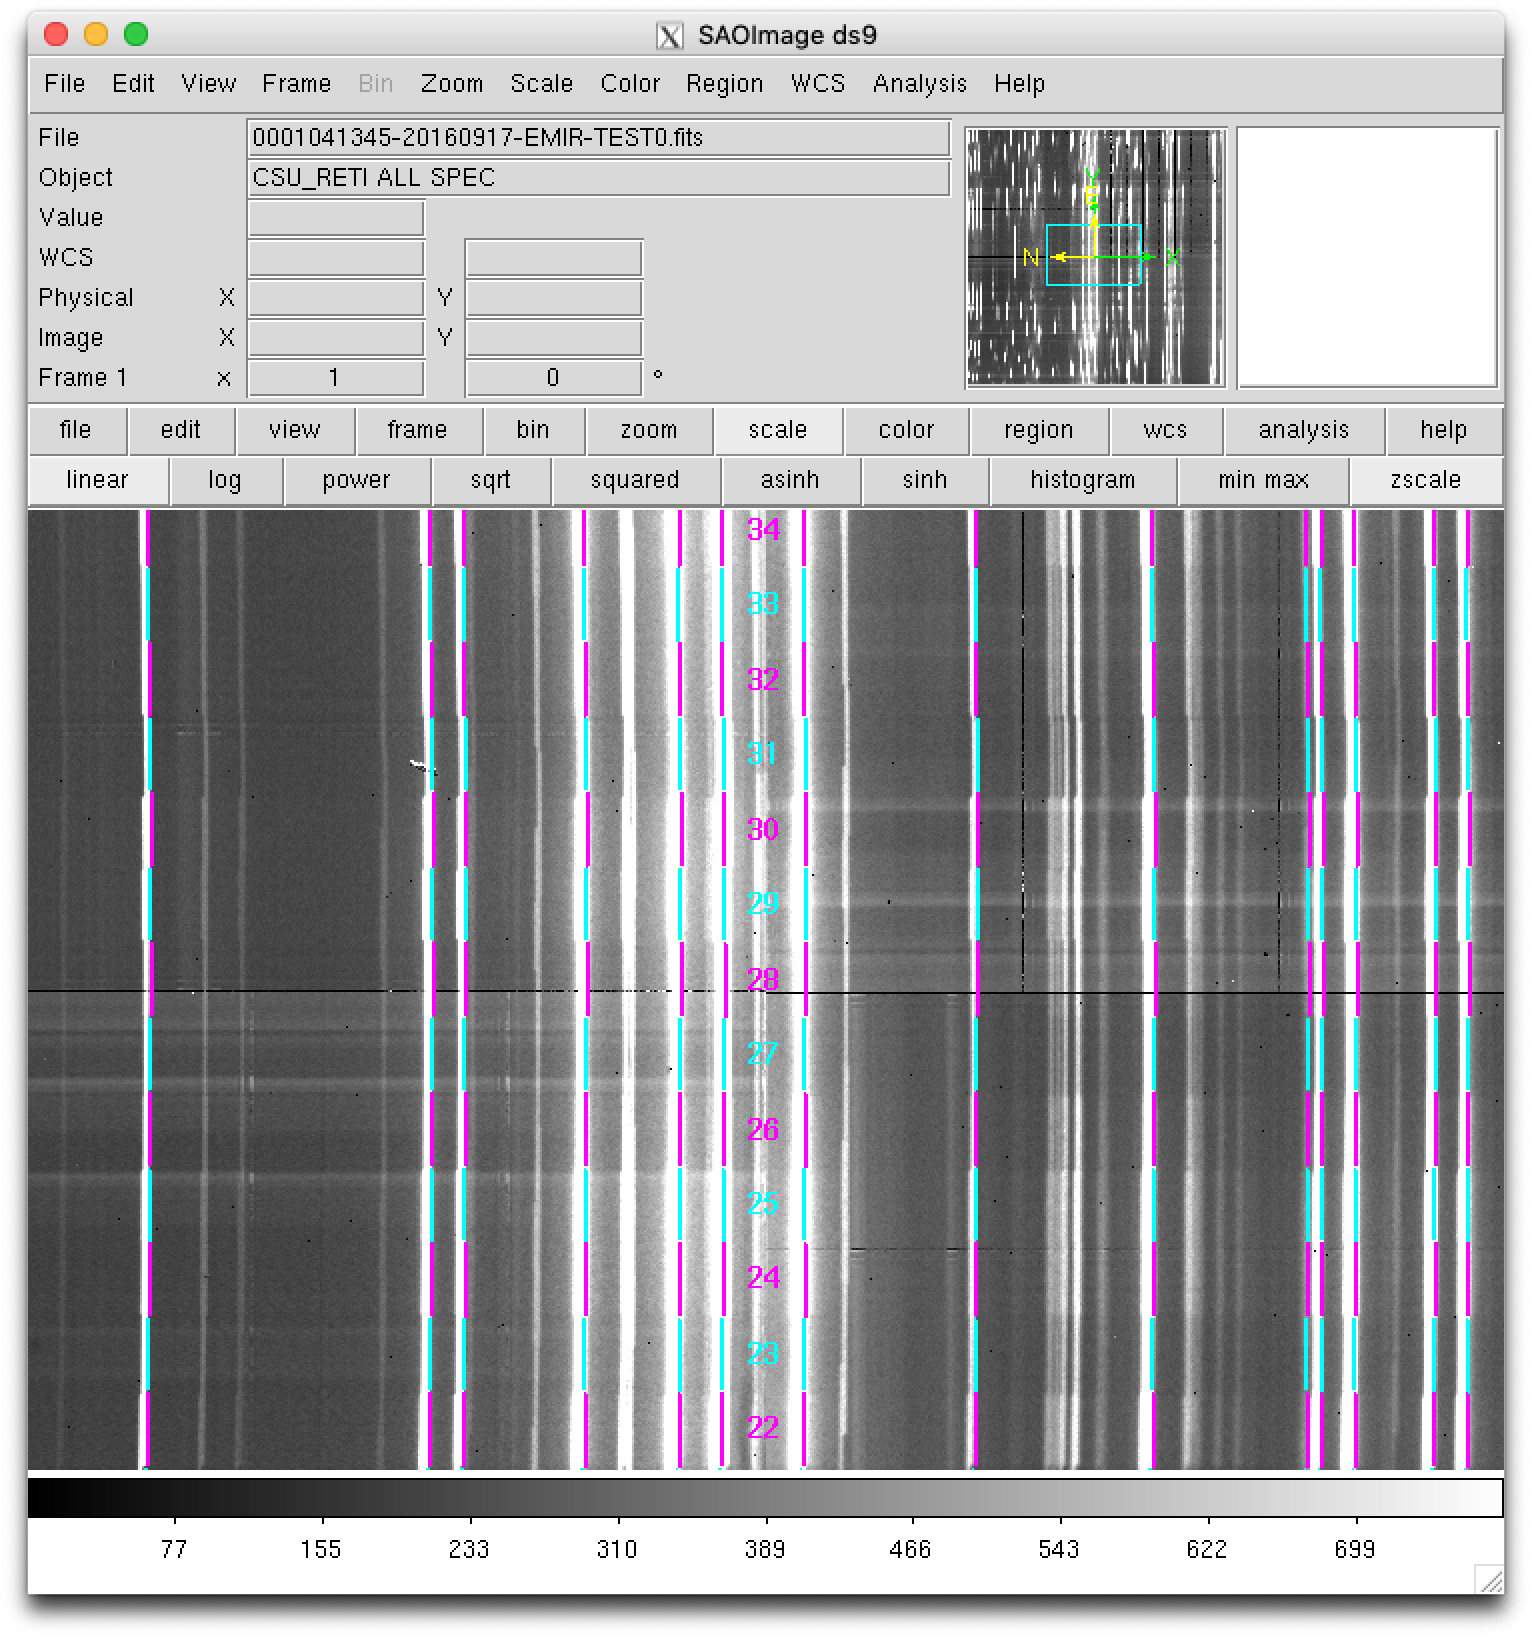 SAOImage ds9
File Edit View Frame Bin Zoom Scale Color Region WCS Analysis Help
File 0001041345-20160917-EMIR-TEST0.fits
Object CSU_RETI ALL SPEC
Value
WCS
Physical X Y
Image X Y
Frame 1 x 1 0 °
Y
E
N X
file edit view frame bin zoom scale color region wcs analysis help
linear log power sqrt squared asinh sinh histogram min max zscale
34
33
32
31
30
29
28
27
26
25
24
23
22
77 155 233 310 389 466 543 622 699